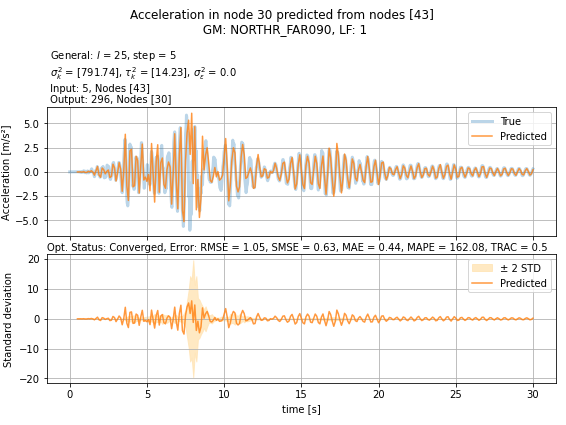 Acceleration in node 30 predicted from nodes [43]
GM: NORTHR_FAR090, LF: 1
General: l = 25, step = 5
σ²ₖ = [791.74], τ²ₖ = [14.23], σ²ε = 0.0
Input: 5, Nodes [43]
Output: 296, Nodes [30]
Acceleration [m/s²]
5.0
2.5
0.0
−2.5
−5.0
True
Predicted
Opt. Status: Converged, Error: RMSE = 1.05, SMSE = 0.63, MAE = 0.44, MAPE = 162.08, TRAC = 0.5
Standard deviation
20
10
0
−10
−20
± 2 STD
Predicted
0 5 10 15 20 25 30
time [s]